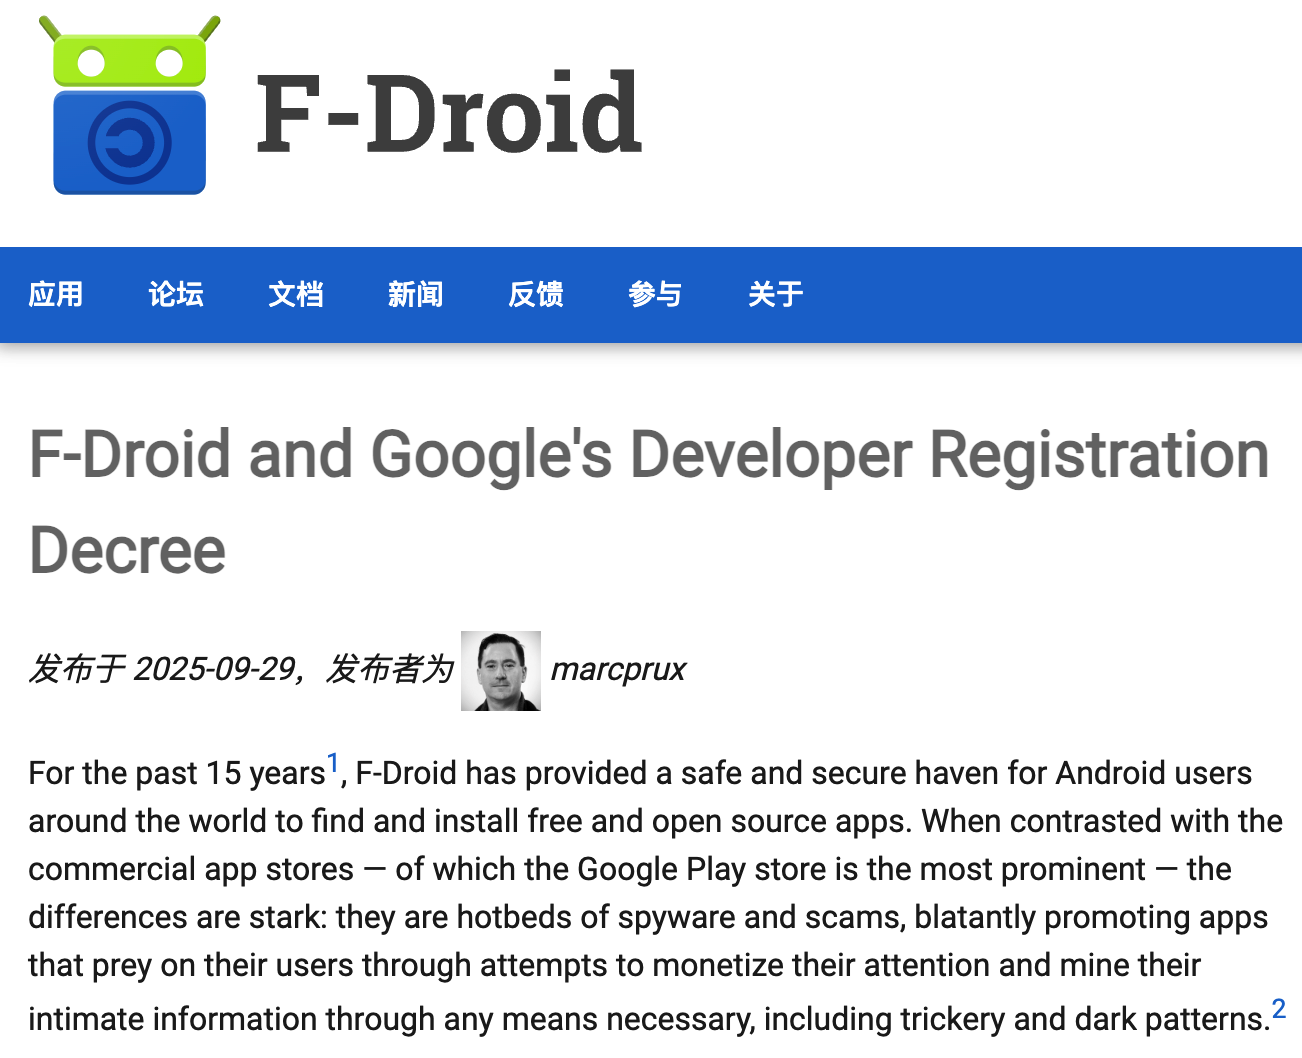 F-Droid
应用 论坛 文档 新闻 反馈 参与 关于
F-Droid and Google's Developer Registration
Decree
发布于 2025-09-29，发布者为 marcprux
For the past 15 years1, F-Droid has provided a safe and secure haven for Android users
around the world to find and install free and open source apps. When contrasted with the
commercial app stores — of which the Google Play store is the most prominent — the
differences are stark: they are hotbeds of spyware and scams, blatantly promoting apps
that prey on their users through attempts to monetize their attention and mine their
intimate information through any means necessary, including trickery and dark patterns.2